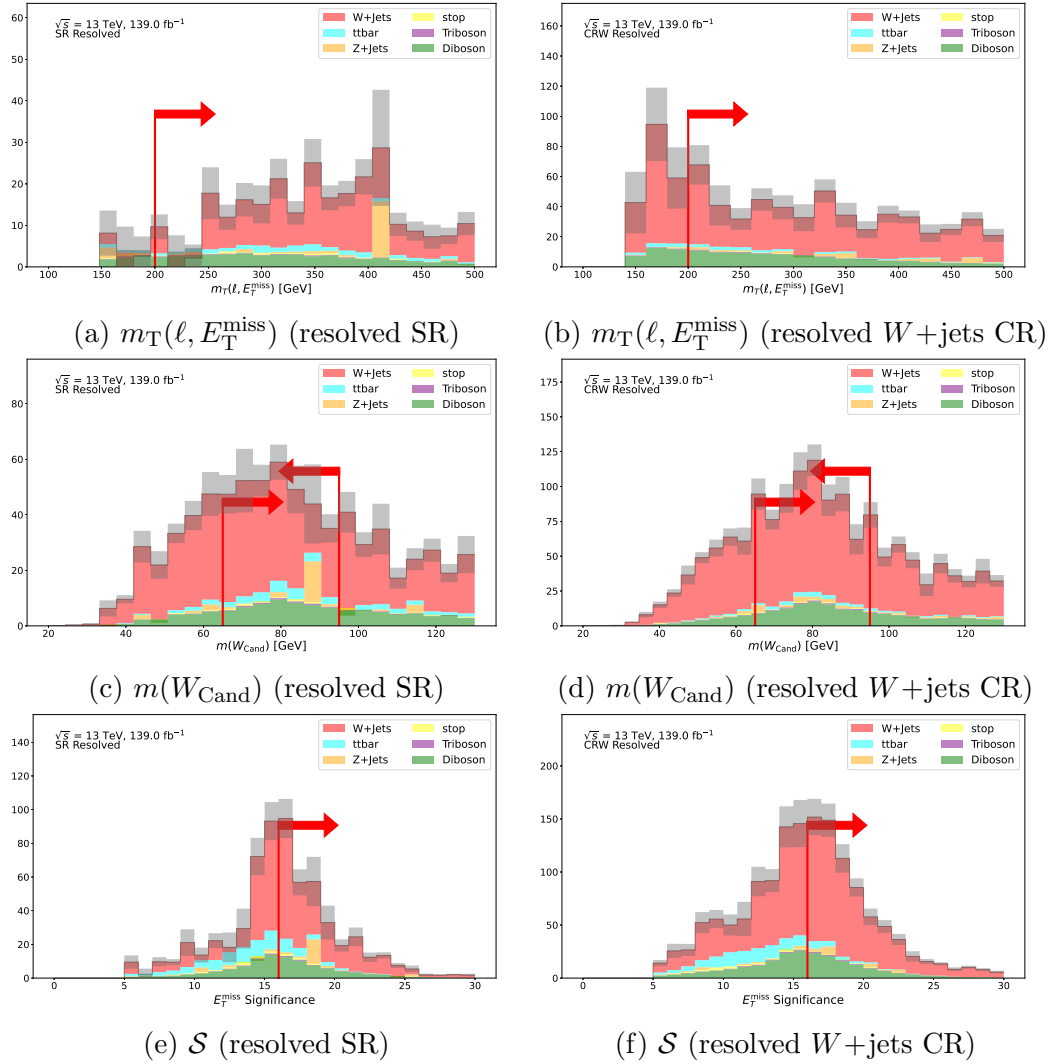 √s = 13 TeV, 139.0 fb⁻¹
SR Resolved
W+Jets
ttbar
Z+Jets
stop
Triboson
Diboson
60
50
40
30
20
10
0
100 150 200 250 300 350 400 450 500
m_T(ℓ, E_T^miss) [GeV]
(a) m_T(ℓ, E_T^miss) (resolved SR)
√s = 13 TeV, 139.0 fb⁻¹
CRW Resolved
W+Jets
ttbar
Z+Jets
stop
Triboson
Diboson
160
140
120
100
80
60
40
20
0
100 150 200 250 300 350 400 450 500
m_T(ℓ, E_T^miss) [GeV]
(b) m_T(ℓ, E_T^miss) (resolved W+jets CR)
√s = 13 TeV, 139.0 fb⁻¹
SR Resolved
W+Jets
ttbar
Z+Jets
stop
Triboson
Diboson
80
60
40
20
0
20 40 60 80 100 120
m(W_Cand) [GeV]
(c) m(W_Cand) (resolved SR)
√s = 13 TeV, 139.0 fb⁻¹
CRW Resolved
W+Jets
ttbar
Z+Jets
stop
Triboson
Diboson
175
150
125
100
75
50
25
0
20 40 60 80 100 120
m(W_Cand) [GeV]
(d) m(W_Cand) (resolved W+jets CR)
√s = 13 TeV, 139.0 fb⁻¹
SR Resolved
W+Jets
ttbar
Z+Jets
stop
Triboson
Diboson
140
120
100
80
60
40
20
0
0 5 10 15 20 25 30
E_T^miss Significance
(e) 𝒮 (resolved SR)
√s = 13 TeV, 139.0 fb⁻¹
CRW Resolved
W+Jets
ttbar
Z+Jets
stop
Triboson
Diboson
200
150
100
50
0
0 5 10 15 20 25 30
E_T^miss Significance
(f) 𝒮 (resolved W+jets CR)